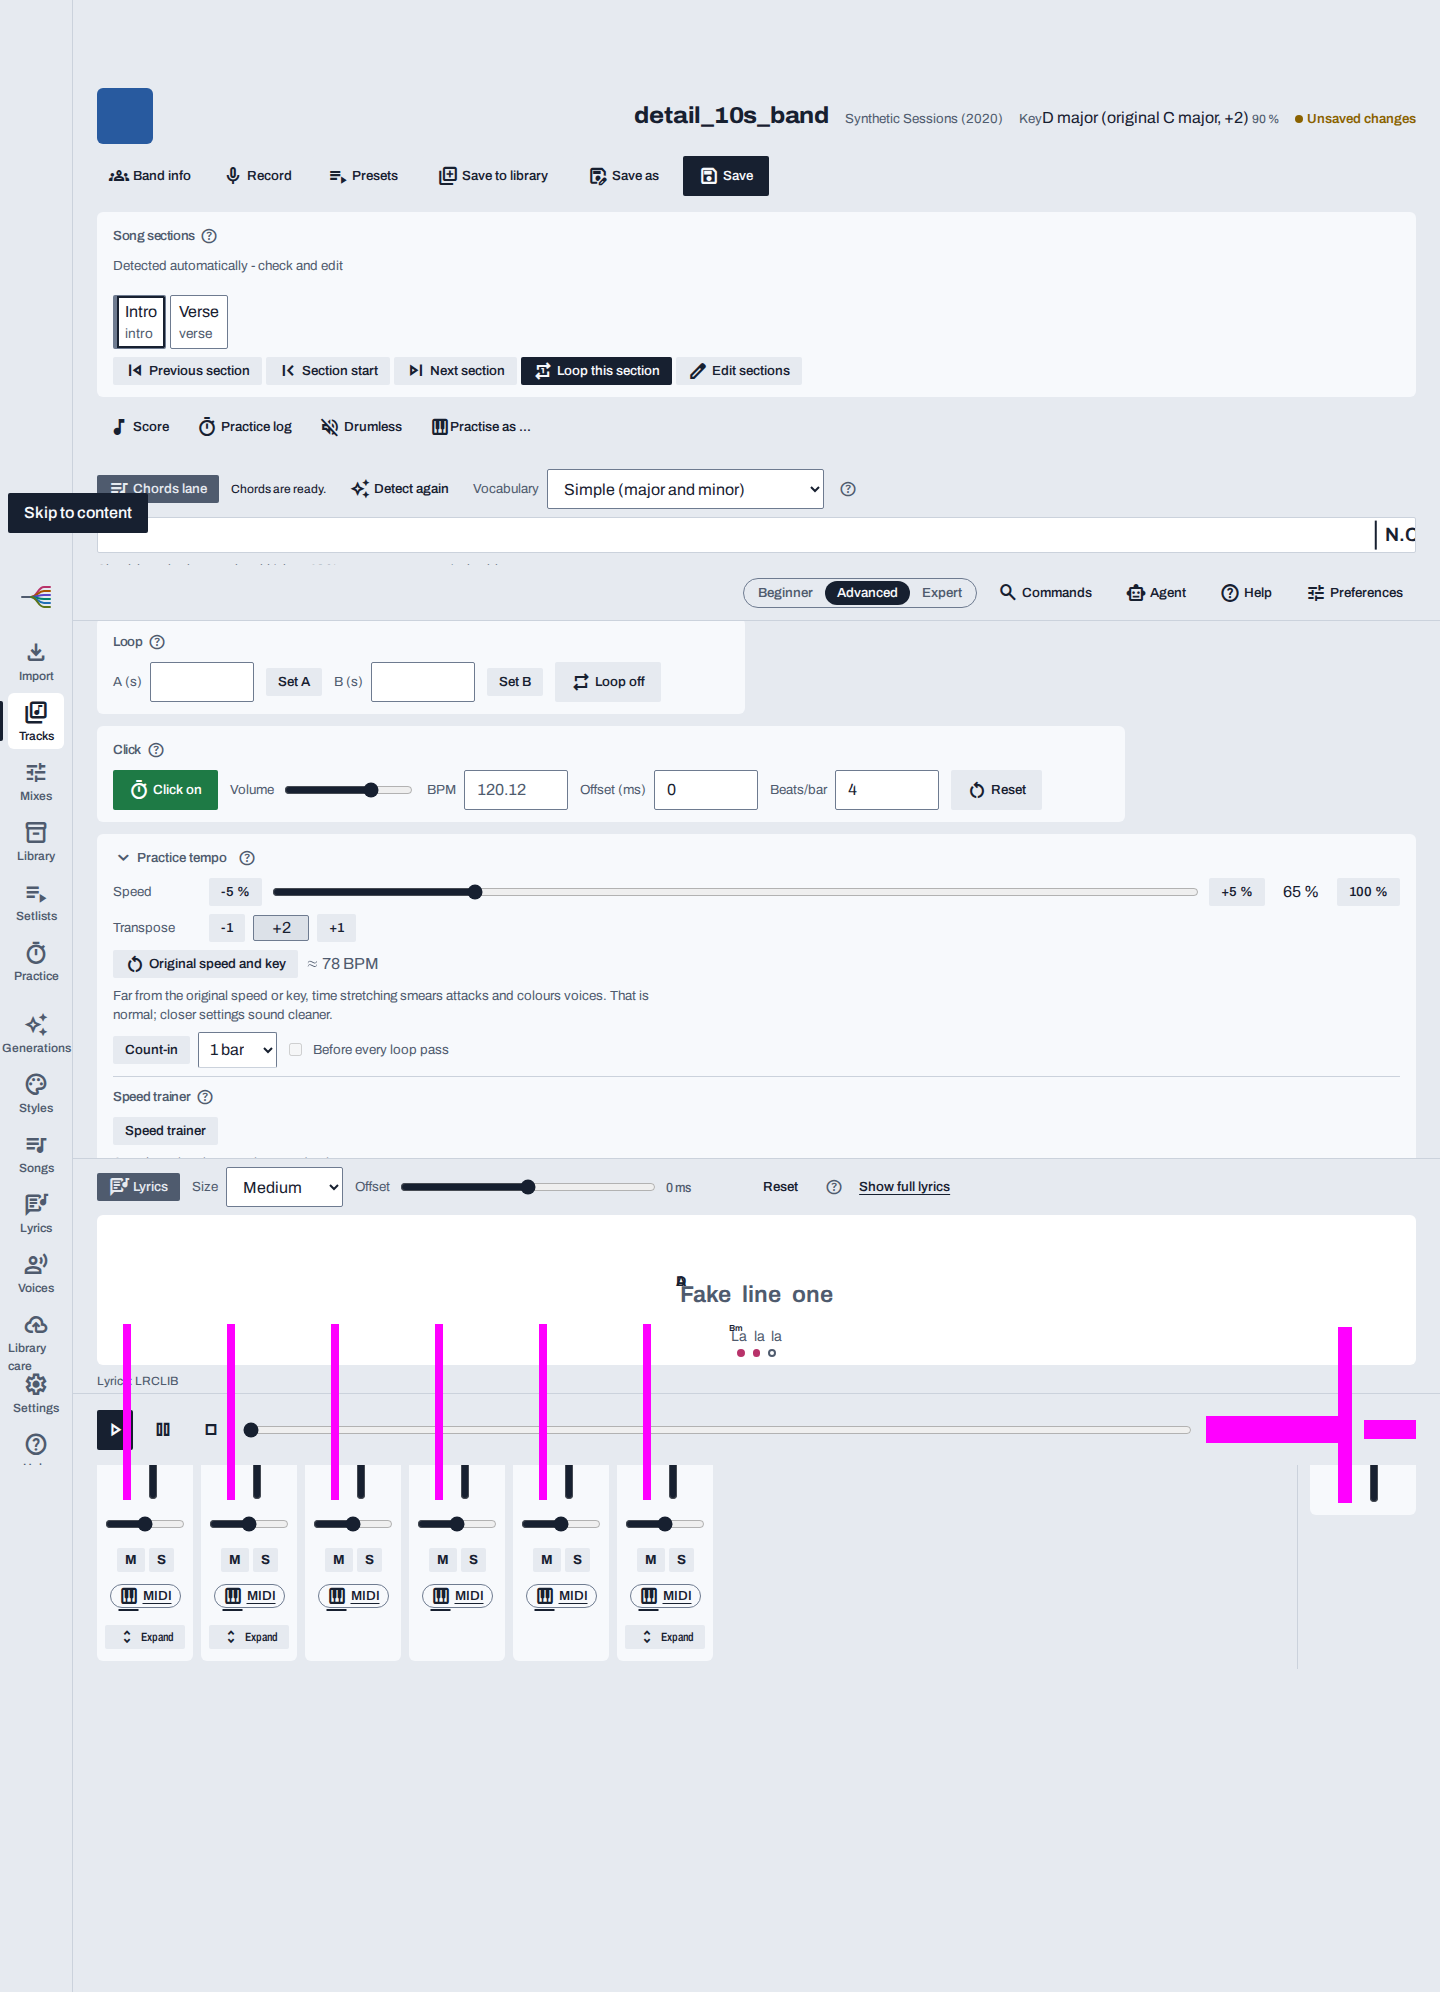 detail_10s_band Synthetic Sessions (2020) Key D major (original C major, +2) 90 % Unsaved changes
Band info Record Presets Save to library Save as Save
Song sections
Detected automatically - check and edit
Intro Verse
intro verse
Previous section Section start Next section Loop this section Edit sections
Score Practice log Drumless Practise as ...
Chords lane Chords are ready. Detect again Vocabulary Simple (major and minor)
Skip to content
Beginner Advanced Expert Commands Agent Help Preferences
Loop
A (s) Set A B (s) Set B Loop off
Import
Tracks
Mixes
Library
Setlists
Practice
Generations
Styles
Songs
Lyrics
Voices
Library
care
Settings
Click
Click on Volume BPM 120.12 Offset (ms) 0 Beats/bar 4 Reset
Practice tempo
Speed -5 % +5 % 65 % 100 %
Transpose -1 +2 +1
Original speed and key ≈ 78 BPM
Far from the original speed or key, time stretching smears attacks and colours voices. That is
normal; closer settings sound cleaner.
Count-in 1 bar Before every loop pass
Speed trainer
Speed trainer
Lyrics Size Medium Offset 0 ms Reset Show full lyrics
Fake line one
Bm
La la la
LRCLIB
M S M S M S M S M S M S
MIDI MIDI MIDI MIDI MIDI MIDI
Expand Expand Expand